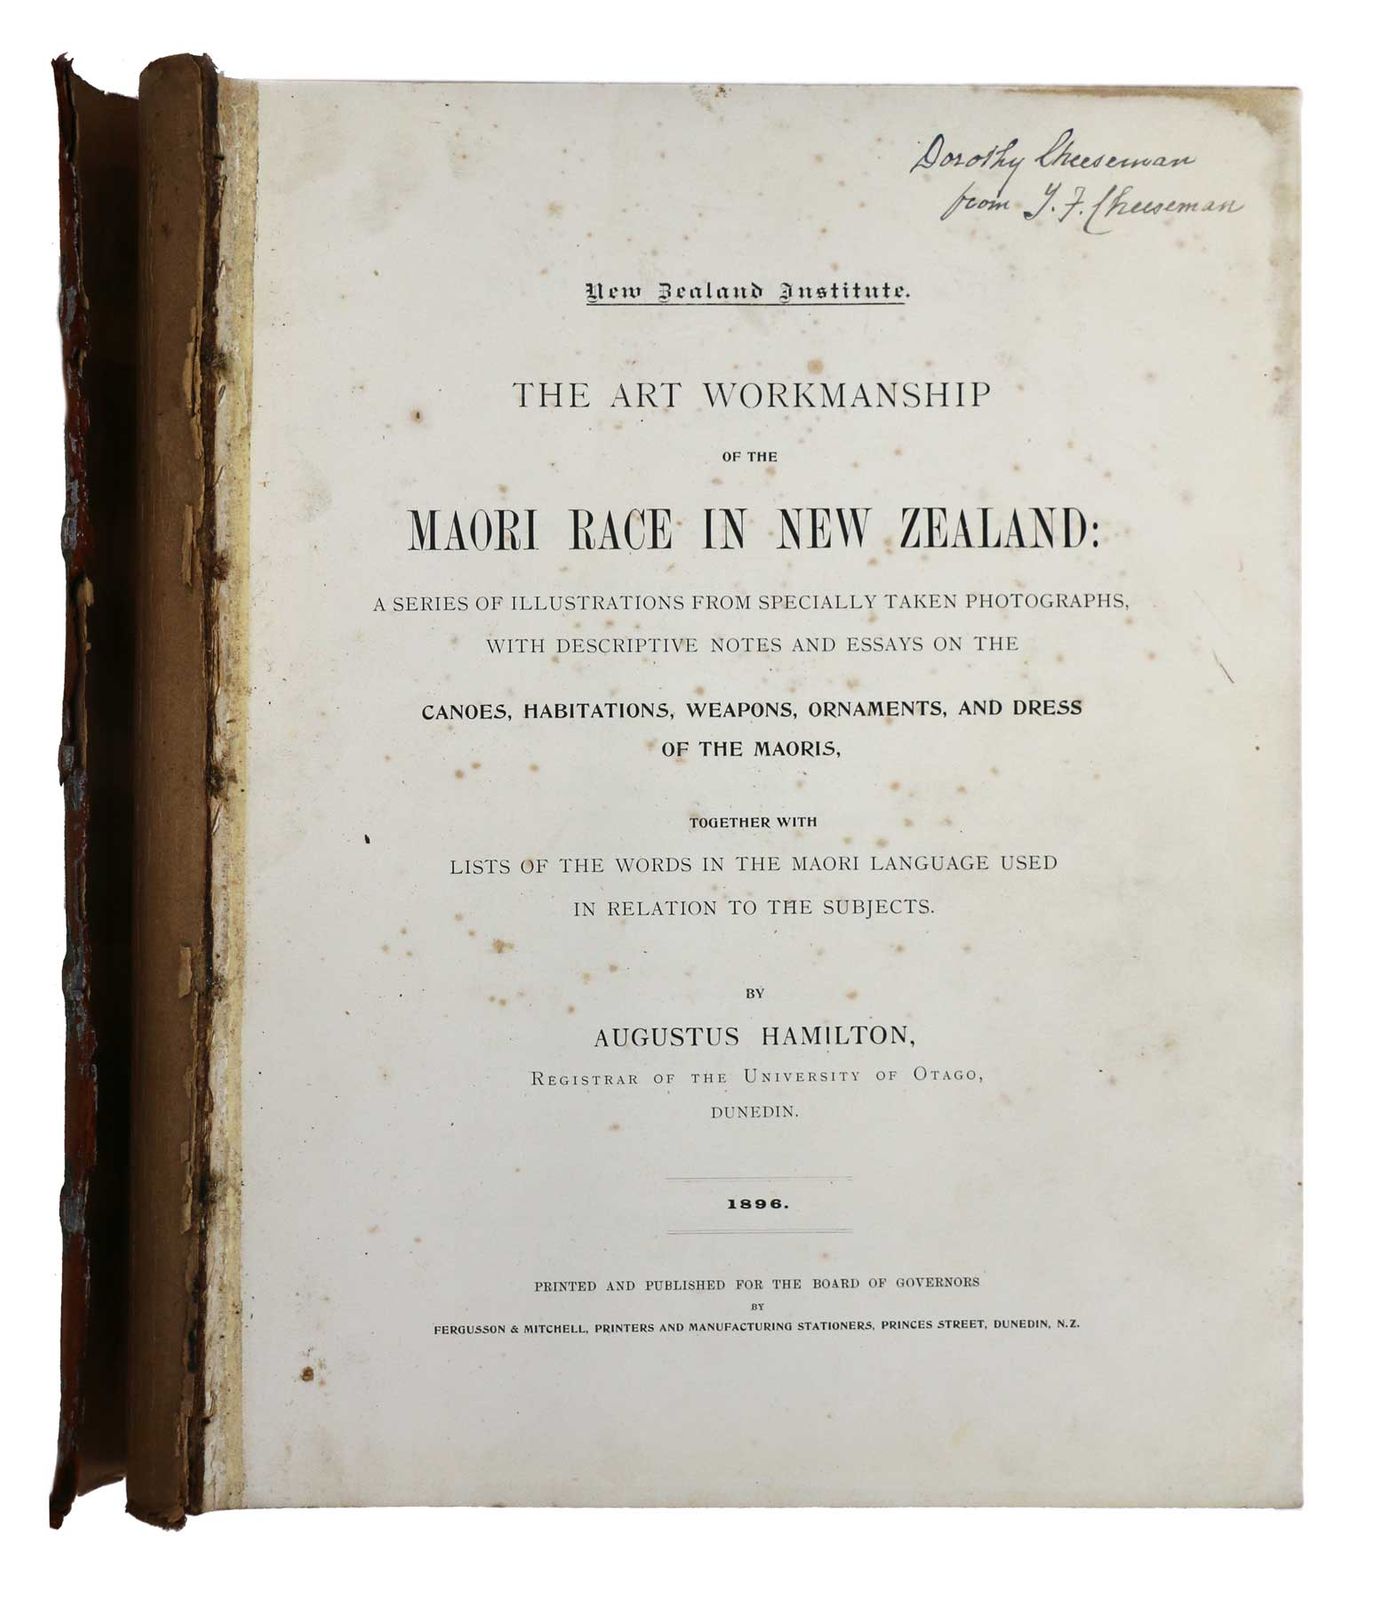 Dorothy Cheeseman
from T. F. Cheeseman
New Zealand Institute.
THE ART WORKMANSHIP
OF THE
MAORI RACE IN NEW ZEALAND:
A SERIES OF ILLUSTRATIONS FROM SPECIALLY TAKEN PHOTOGRAPHS,
WITH DESCRIPTIVE NOTES AND ESSAYS ON THE
CANOES, HABITATIONS, WEAPONS, ORNAMENTS, AND DRESS
OF THE MAORIS,
TOGETHER WITH
LISTS OF THE WORDS IN THE MAORI LANGUAGE USED
IN RELATION TO THE SUBJECTS.
BY
AUGUSTUS HAMILTON,
REGISTRAR OF THE UNIVERSITY OF OTAGO,
DUNEDIN.
1896.
PRINTED AND PUBLISHED FOR THE BOARD OF GOVERNORS
BY
FERGUSSON & MITCHELL, PRINTERS AND MANUFACTURING STATIONERS, PRINCES STREET, DUNEDIN, N.Z.